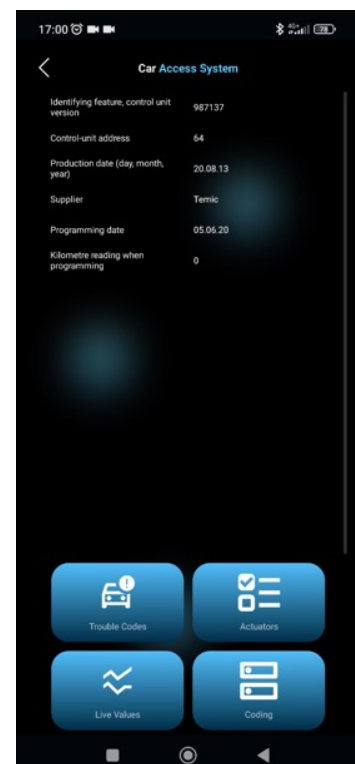 17:00
4G+
78
Car Access System
Identifying feature, control unit
version
987137
Control-unit address
64
Production date (day, month,
year)
20.08.13
Supplier
Temic
Programming date
05.06.20
Kilometre reading when
programming
0
Trouble Codes
Actuators
Live Values
Coding